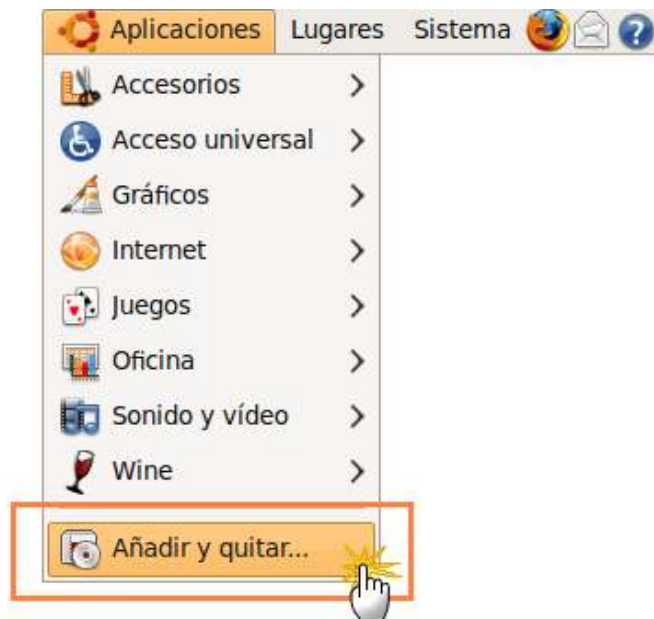 Aplicaciones Lugares Sistema
Accesorios
Acceso universal
Gráficos
Internet
Juegos
Oficina
Sonido y vídeo
Wine
Añadir y quitar...